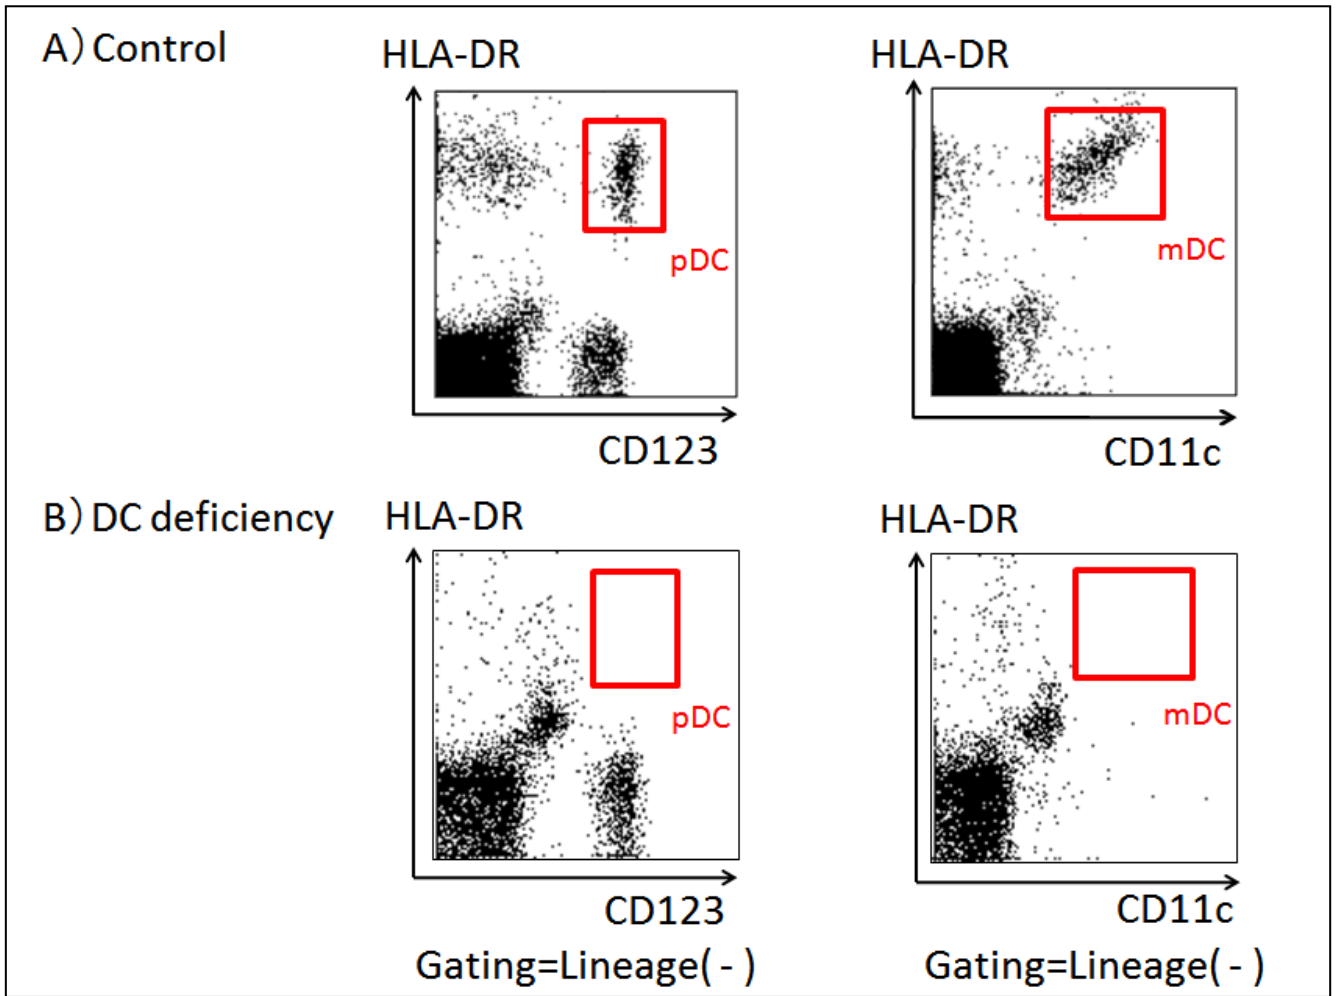 A) Control
HLA-DR
HLA-DR
pDC
mDC
CD123
CD11c
B) DC deficiency
HLA-DR
HLA-DR
pDC
mDC
CD123
CD11c
Gating=Lineage( - )
Gating=Lineage( - )